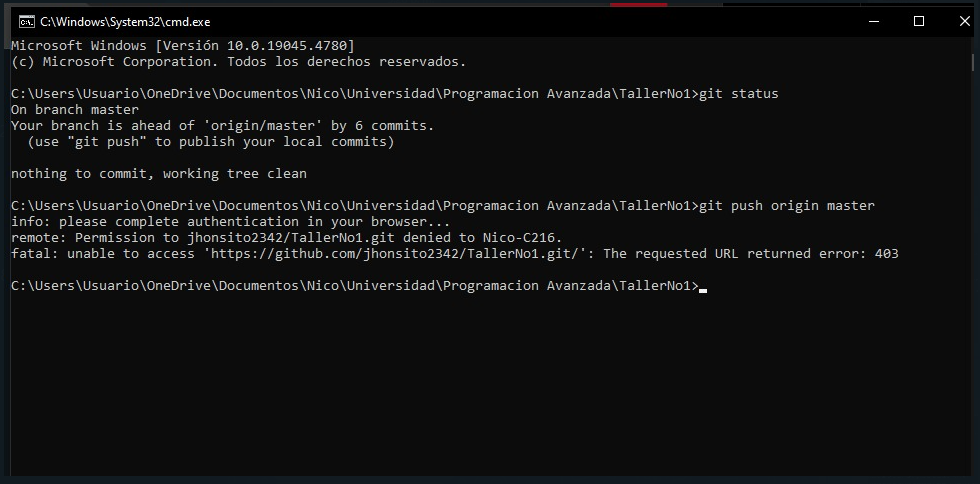 C:\Windows\System32\cmd.exe
Microsoft Windows [Versión 10.0.19045.4780]
(c) Microsoft Corporation. Todos los derechos reservados.
C:\Users\Usuario\OneDrive\Documentos\Nico\Universidad\Programacion Avanzada\TallerNo1>git status
On branch master
Your branch is ahead of 'origin/master' by 6 commits.
  (use "git push" to publish your local commits)
nothing to commit, working tree clean
C:\Users\Usuario\OneDrive\Documentos\Nico\Universidad\Programacion Avanzada\TallerNo1>git push origin master
info: please complete authentication in your browser...
remote: Permission to jhonsito2342/TallerNo1.git denied to Nico-C216.
fatal: unable to access 'https://github.com/jhonsito2342/TallerNo1.git/': The requested URL returned error: 403
C:\Users\Usuario\OneDrive\Documentos\Nico\Universidad\Programacion Avanzada\TallerNo1>